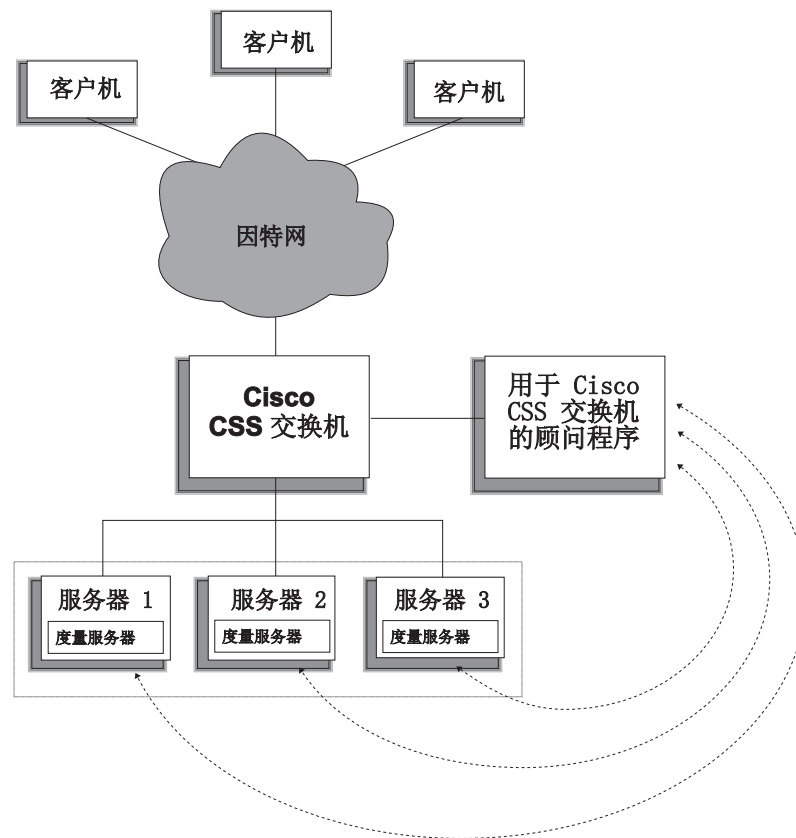 客户机
客户机
客户机
因特网
Cisco
CSS 交换机
用于 Cisco
CSS 交换机
的顾问程序
服务器 1
度量服务器
服务器 2
度量服务器
服务器 3
度量服务器